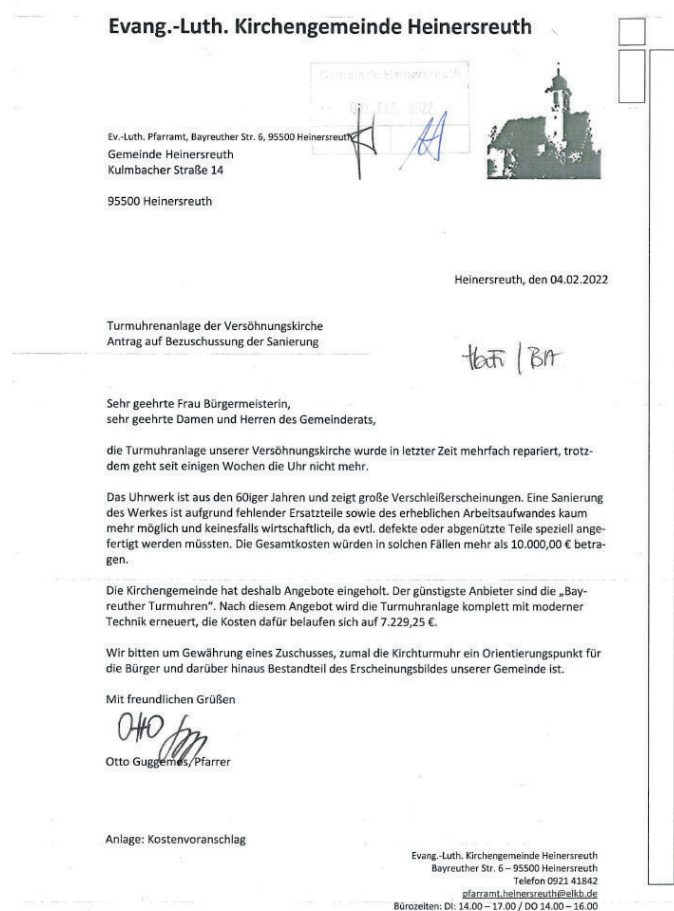 Evang.-Luth. Kirchengemeinde Heinersreuth
Gemeinde Heinersreuth
FEB. 2022
Ev.-Luth. Pfarramt, Bayreuther Str. 6, 95500 Heinersreuth
Gemeinde Heinersreuth
Kulmbacher Straße 14
95500 Heinersreuth
Heinersreuth, den 04.02.2022
Turmuhrenanlage der Versöhnungskirche
Antrag auf Bezuschussung der Sanierung
/ BA
Sehr geehrte Frau Bürgermeisterin,
sehr geehrte Damen und Herren des Gemeinderats,
die Turmuhranlage unserer Versöhnungskirche wurde in letzter Zeit mehrfach repariert, trotz-
dem geht seit einigen Wochen die Uhr nicht mehr.
Das Uhrwerk ist aus den 60iger Jahren und zeigt große Verschleißerscheinungen. Eine Sanierung
des Werkes ist aufgrund fehlender Ersatzteile sowie des erheblichen Arbeitsaufwandes kaum
mehr möglich und keinesfalls wirtschaftlich, da evtl. defekte oder abgenützte Teile speziell ange-
fertigt werden müssten. Die Gesamtkosten würden in solchen Fällen mehr als 10.000,00 € betra-
gen.
Die Kirchengemeinde hat deshalb Angebote eingeholt. Der günstigste Anbieter sind die „Bay-
reuther Turmuhren“. Nach diesem Angebot wird die Turmuhranlage komplett mit moderner
Technik erneuert, die Kosten dafür belaufen sich auf 7.229,25 €.
Wir bitten um Gewährung eines Zuschusses, zumal die Kirchturmuhr ein Orientierungspunkt für
die Bürger und darüber hinaus Bestandteil des Erscheinungsbildes unserer Gemeinde ist.
Mit freundlichen Grüßen
Otto
Otto Guggemos/Pfarrer
Anlage: Kostenvoranschlag
Evang.-Luth. Kirchengemeinde Heinersreuth
Bayreuther Str. 6 – 95500 Heinersreuth
Telefon 0921 41842
pfarramt.heinersreuth@elkb.de
Bürozeiten: DI: 14.00 – 17.00 / DO 14.00 – 16.00